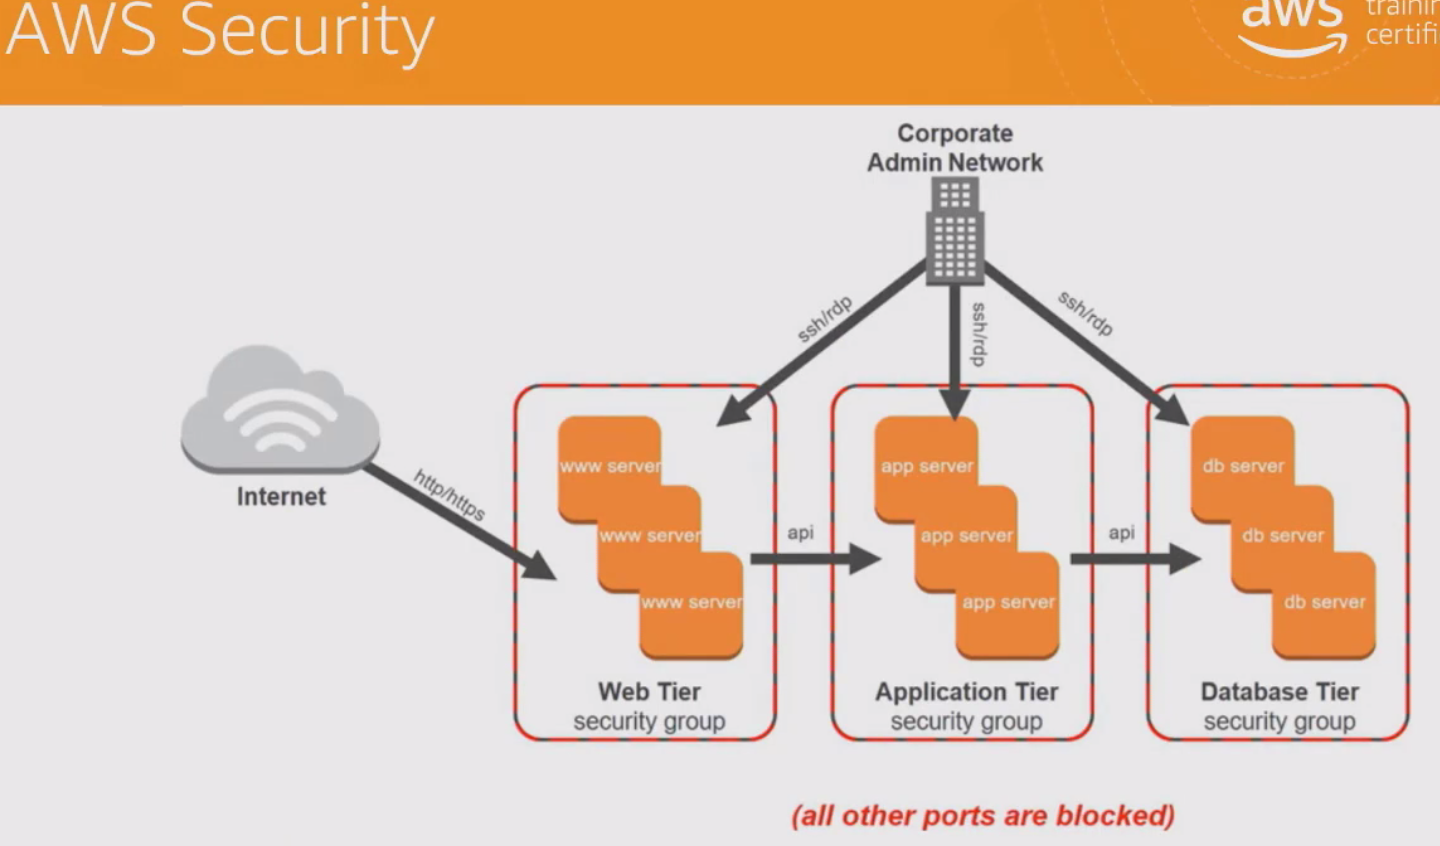 AWS Security
aws
Corporate
Admin Network
ssh/rdp
ssh/rdp
ssh/rdp
Internet
http/https
www server
www server
www server
api
app server
app server
app server
api
db server
db server
db server
Web Tier
security group
Application Tier
security group
Database Tier
security group
(all other ports are blocked)